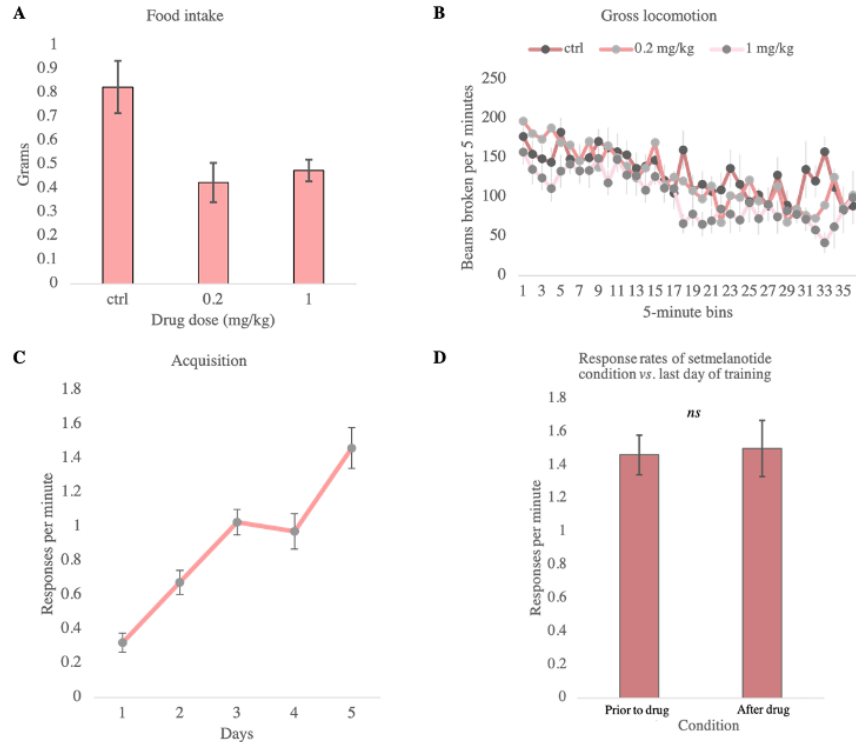 A
Food intake
1
0.9
0.8
0.7
0.6
0.5
0.4
0.3
0.2
0.1
0
Grams
ctrl 0.2 1
Drug dose (mg/kg)
B
Gross locomotion
ctrl 0.2 mg/kg 1 mg/kg
250
200
150
100
50
0
Beams broken per 5 minutes
1 3 5 7 9 11 13 15 17 19 21 23 25 27 29 31 33 35
5-minute bins
C
Acquisition
1.8
1.6
1.4
1.2
1
0.8
0.6
0.4
0.2
0
Responses per minute
1 2 3 4 5
Days
D
Response rates of setmelanotide
condition vs. last day of training
1.8
1.6
1.4
1.2
1
0.8
0.6
0.4
0.2
0
ns
Responses per minute
Prior to drug After drug
Condition